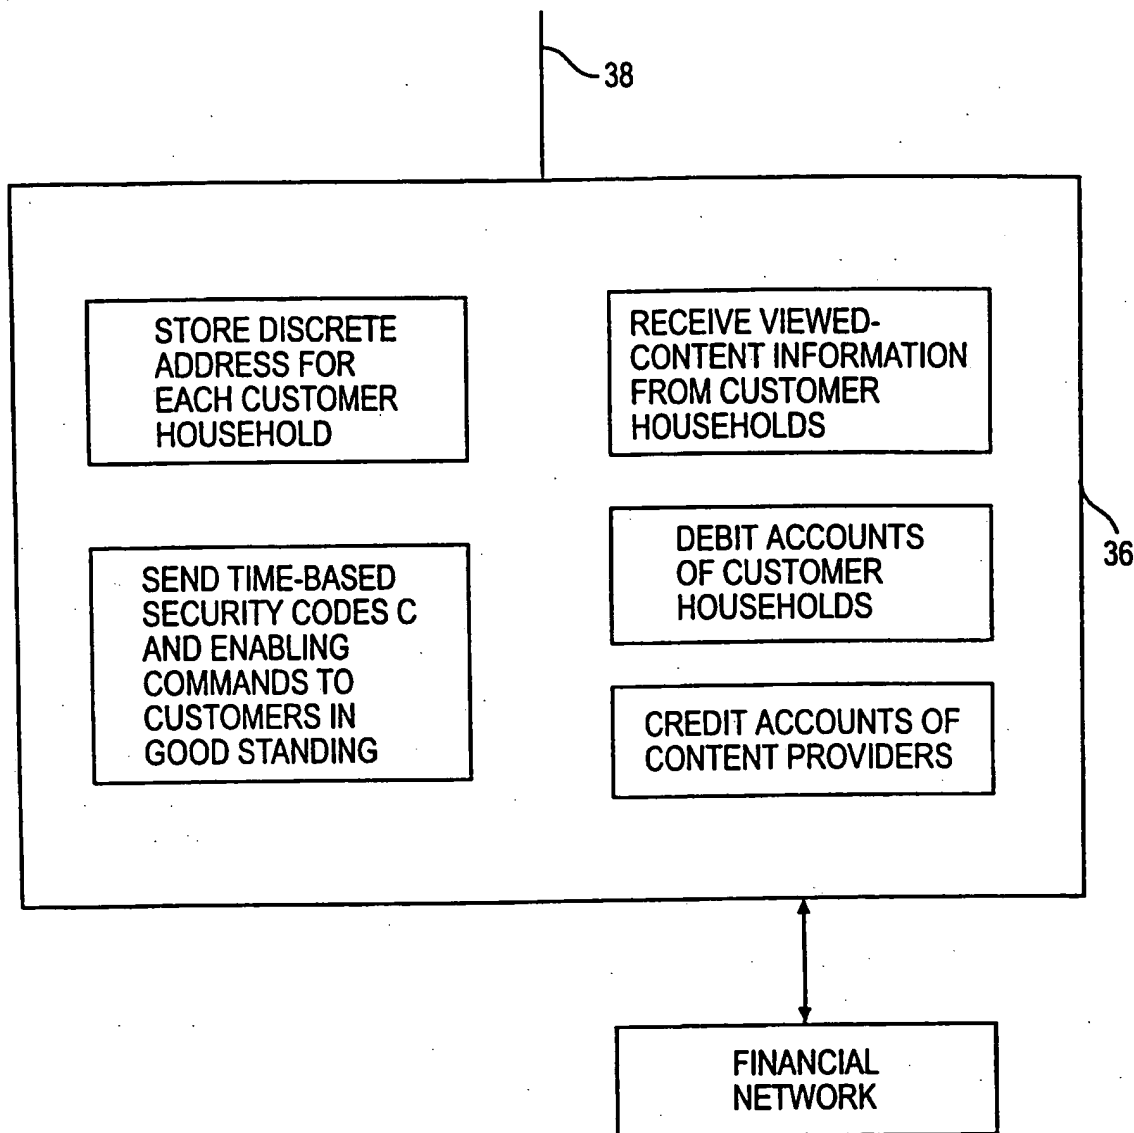 38
STORE DISCRETE
ADDRESS FOR
EACH CUSTOMER
HOUSEHOLD
RECEIVE VIEWED-
CONTENT INFORMATION
FROM CUSTOMER
HOUSEHOLDS
SEND TIME-BASED
SECURITY CODES C
AND ENABLING
COMMANDS TO
CUSTOMERS IN
GOOD STANDING
DEBIT ACCOUNTS
OF CUSTOMER
HOUSEHOLDS
36
CREDIT ACCOUNTS OF
CONTENT PROVIDERS
FINANCIAL
NETWORK